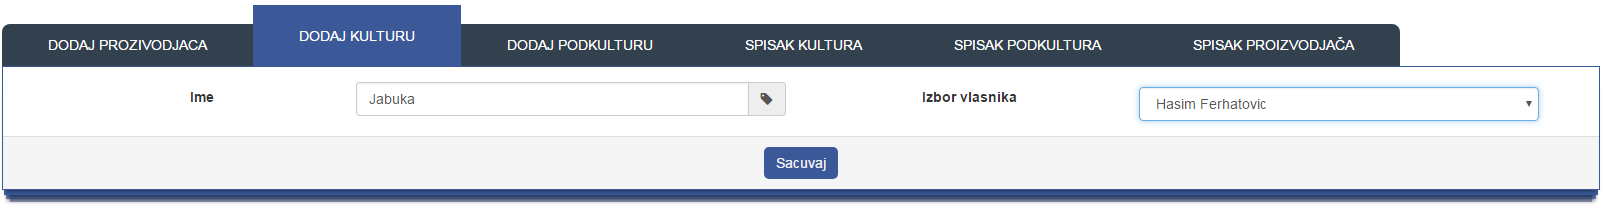 DODAJ PROZIVODJACA DODAJ KULTURU DODAJ PODKULTURU SPISAK KULTURA SPISAK PODKULTURA SPISAK PROIZVODJAČA
Ime Jabuka Izbor vlasnika Hasim Ferhatovic
Sacuvaj